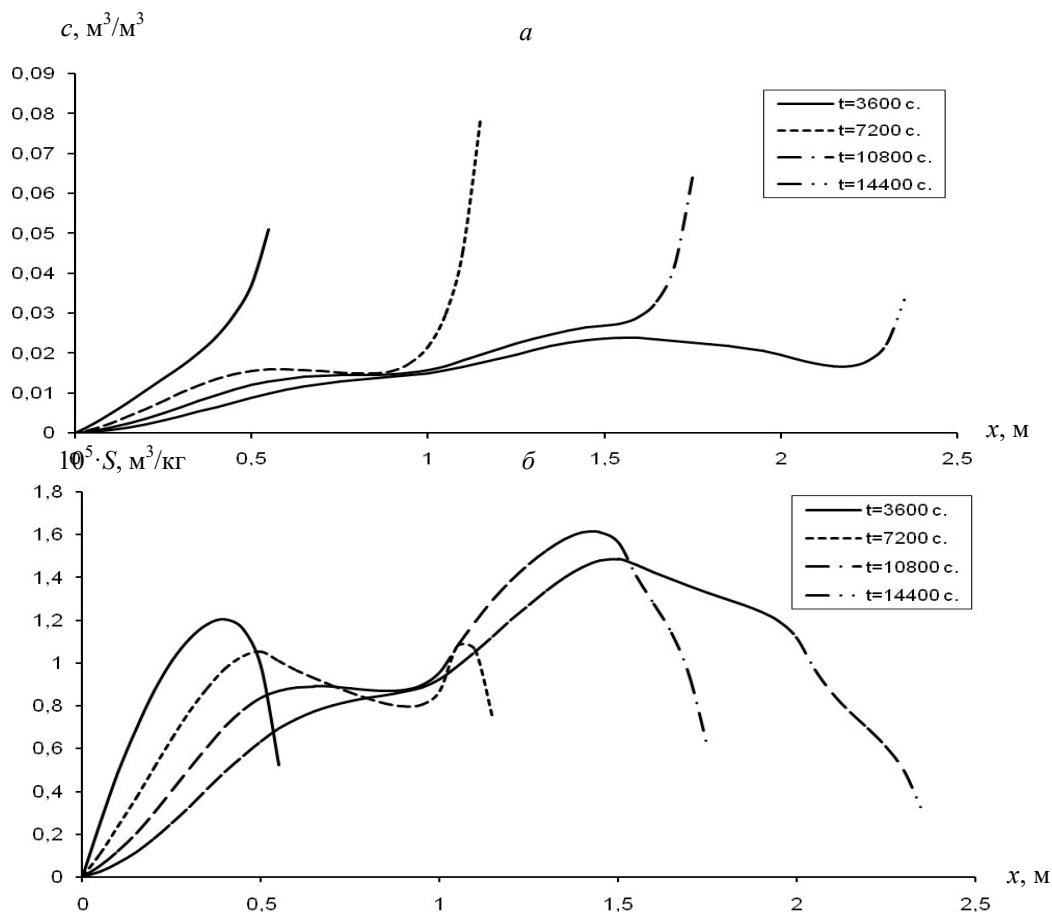 c, м³/м³
а
0,09
0,08
0,07
0,06
0,05
0,04
0,03
0,02
0,01
0
t=3600 с.
t=7200 с.
t=10800 с.
t=14400 с.
0 0,5 1 1,5 2 2,5
x, м
10⁵·S, м³/кг
б
1,8
1,6
1,4
1,2
1
0,8
0,6
0,4
0,2
0
t=3600 с.
t=7200 с.
t=10800 с.
t=14400 с.
0 0,5 1 1,5 2 2,5
x, м